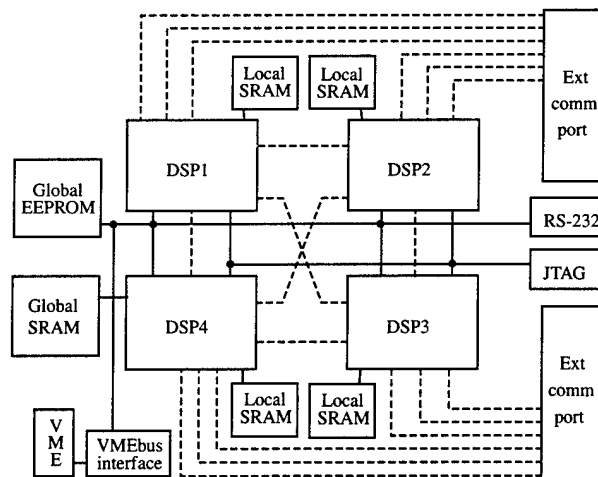 Local
SRAM
Local
SRAM
Ext
comm
port
DSP1
DSP2
Global
EEPROM
RS-232
JTAG
Global
SRAM
DSP4
DSP3
Ext
comm
port
Local
SRAM
Local
SRAM
V
M
E
VMEbus
interface